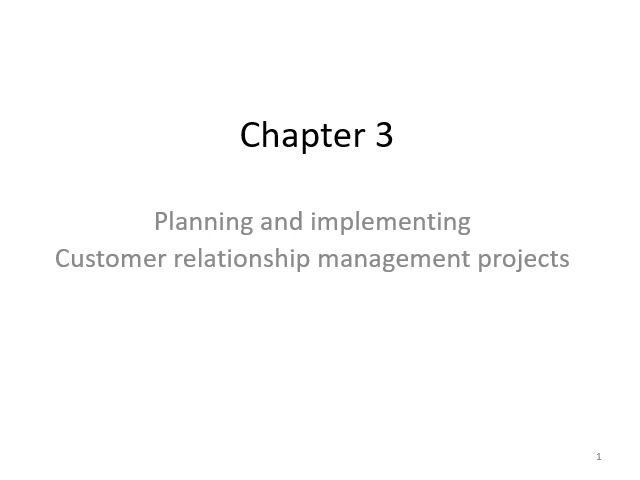 Chapter 3
Planning and implementing
Customer relationship management projects
1